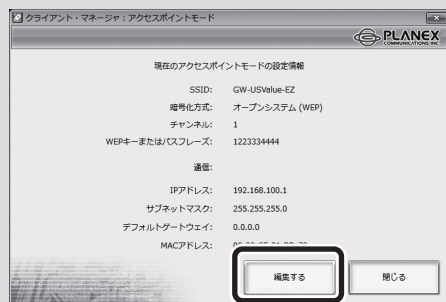 クライアント・マネージャ：アクセスポイントモード
PLANEX
COMMUNICATIONS INC.
現在のアクセスポイントモードの設定情報
SSID: GW-USValue-EZ
暗号化方式: オープンシステム (WEP)
チャンネル: 1
WEPキーまたはパスフレーズ: 1223334444
通信:
IPアドレス: 192.168.100.1
サブネットマスク: 255.255.255.0
デフォルトゲートウェイ: 0.0.0.0
MACアドレス:
編集する 閉じる